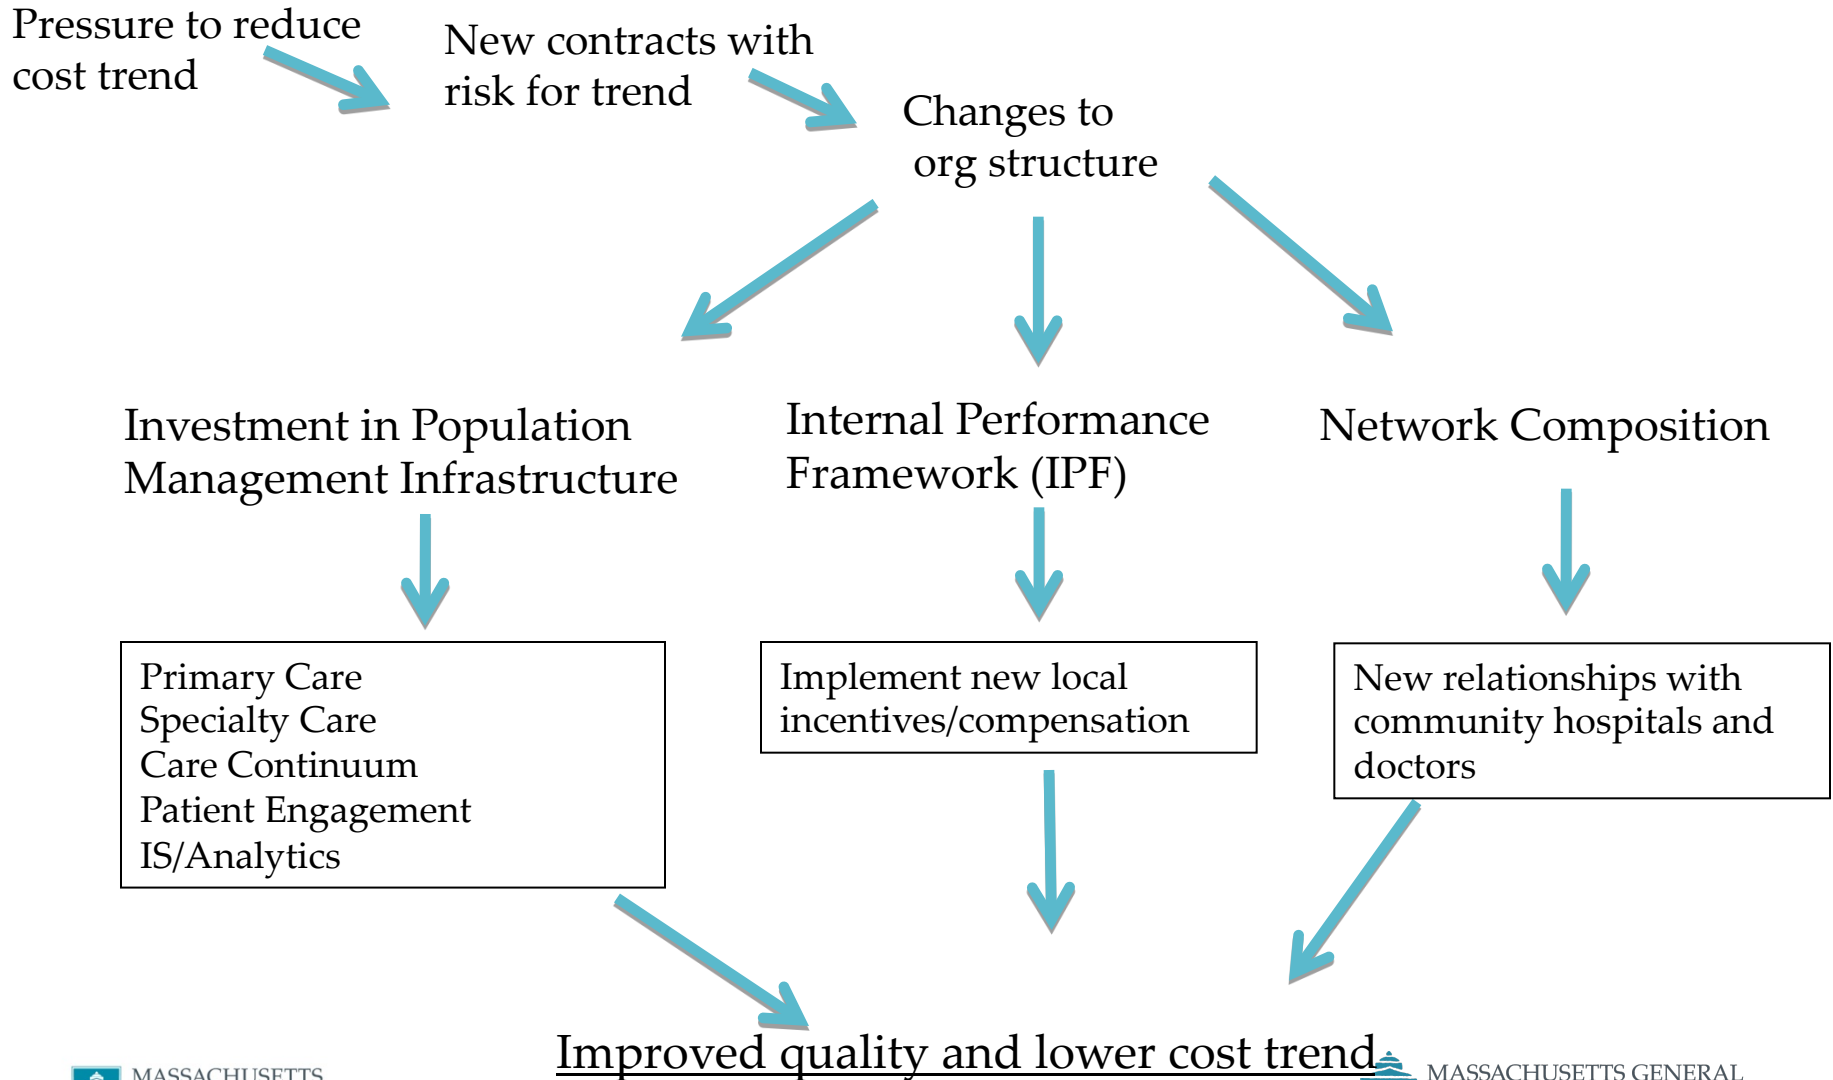 Pressure to reduce
cost trend
New contracts with
risk for trend
Changes to
org structure
Investment in Population
Management Infrastructure
Internal Performance
Framework (IPF)
Network Composition
Primary Care
Specialty Care
Care Continuum
Patient Engagement
IS/Analytics
Implement new local
incentives/compensation
New relationships with
community hospitals and
doctors
Improved quality and lower cost trend
MASSACHUSETTS
MASSACHUSETTS GENERAL